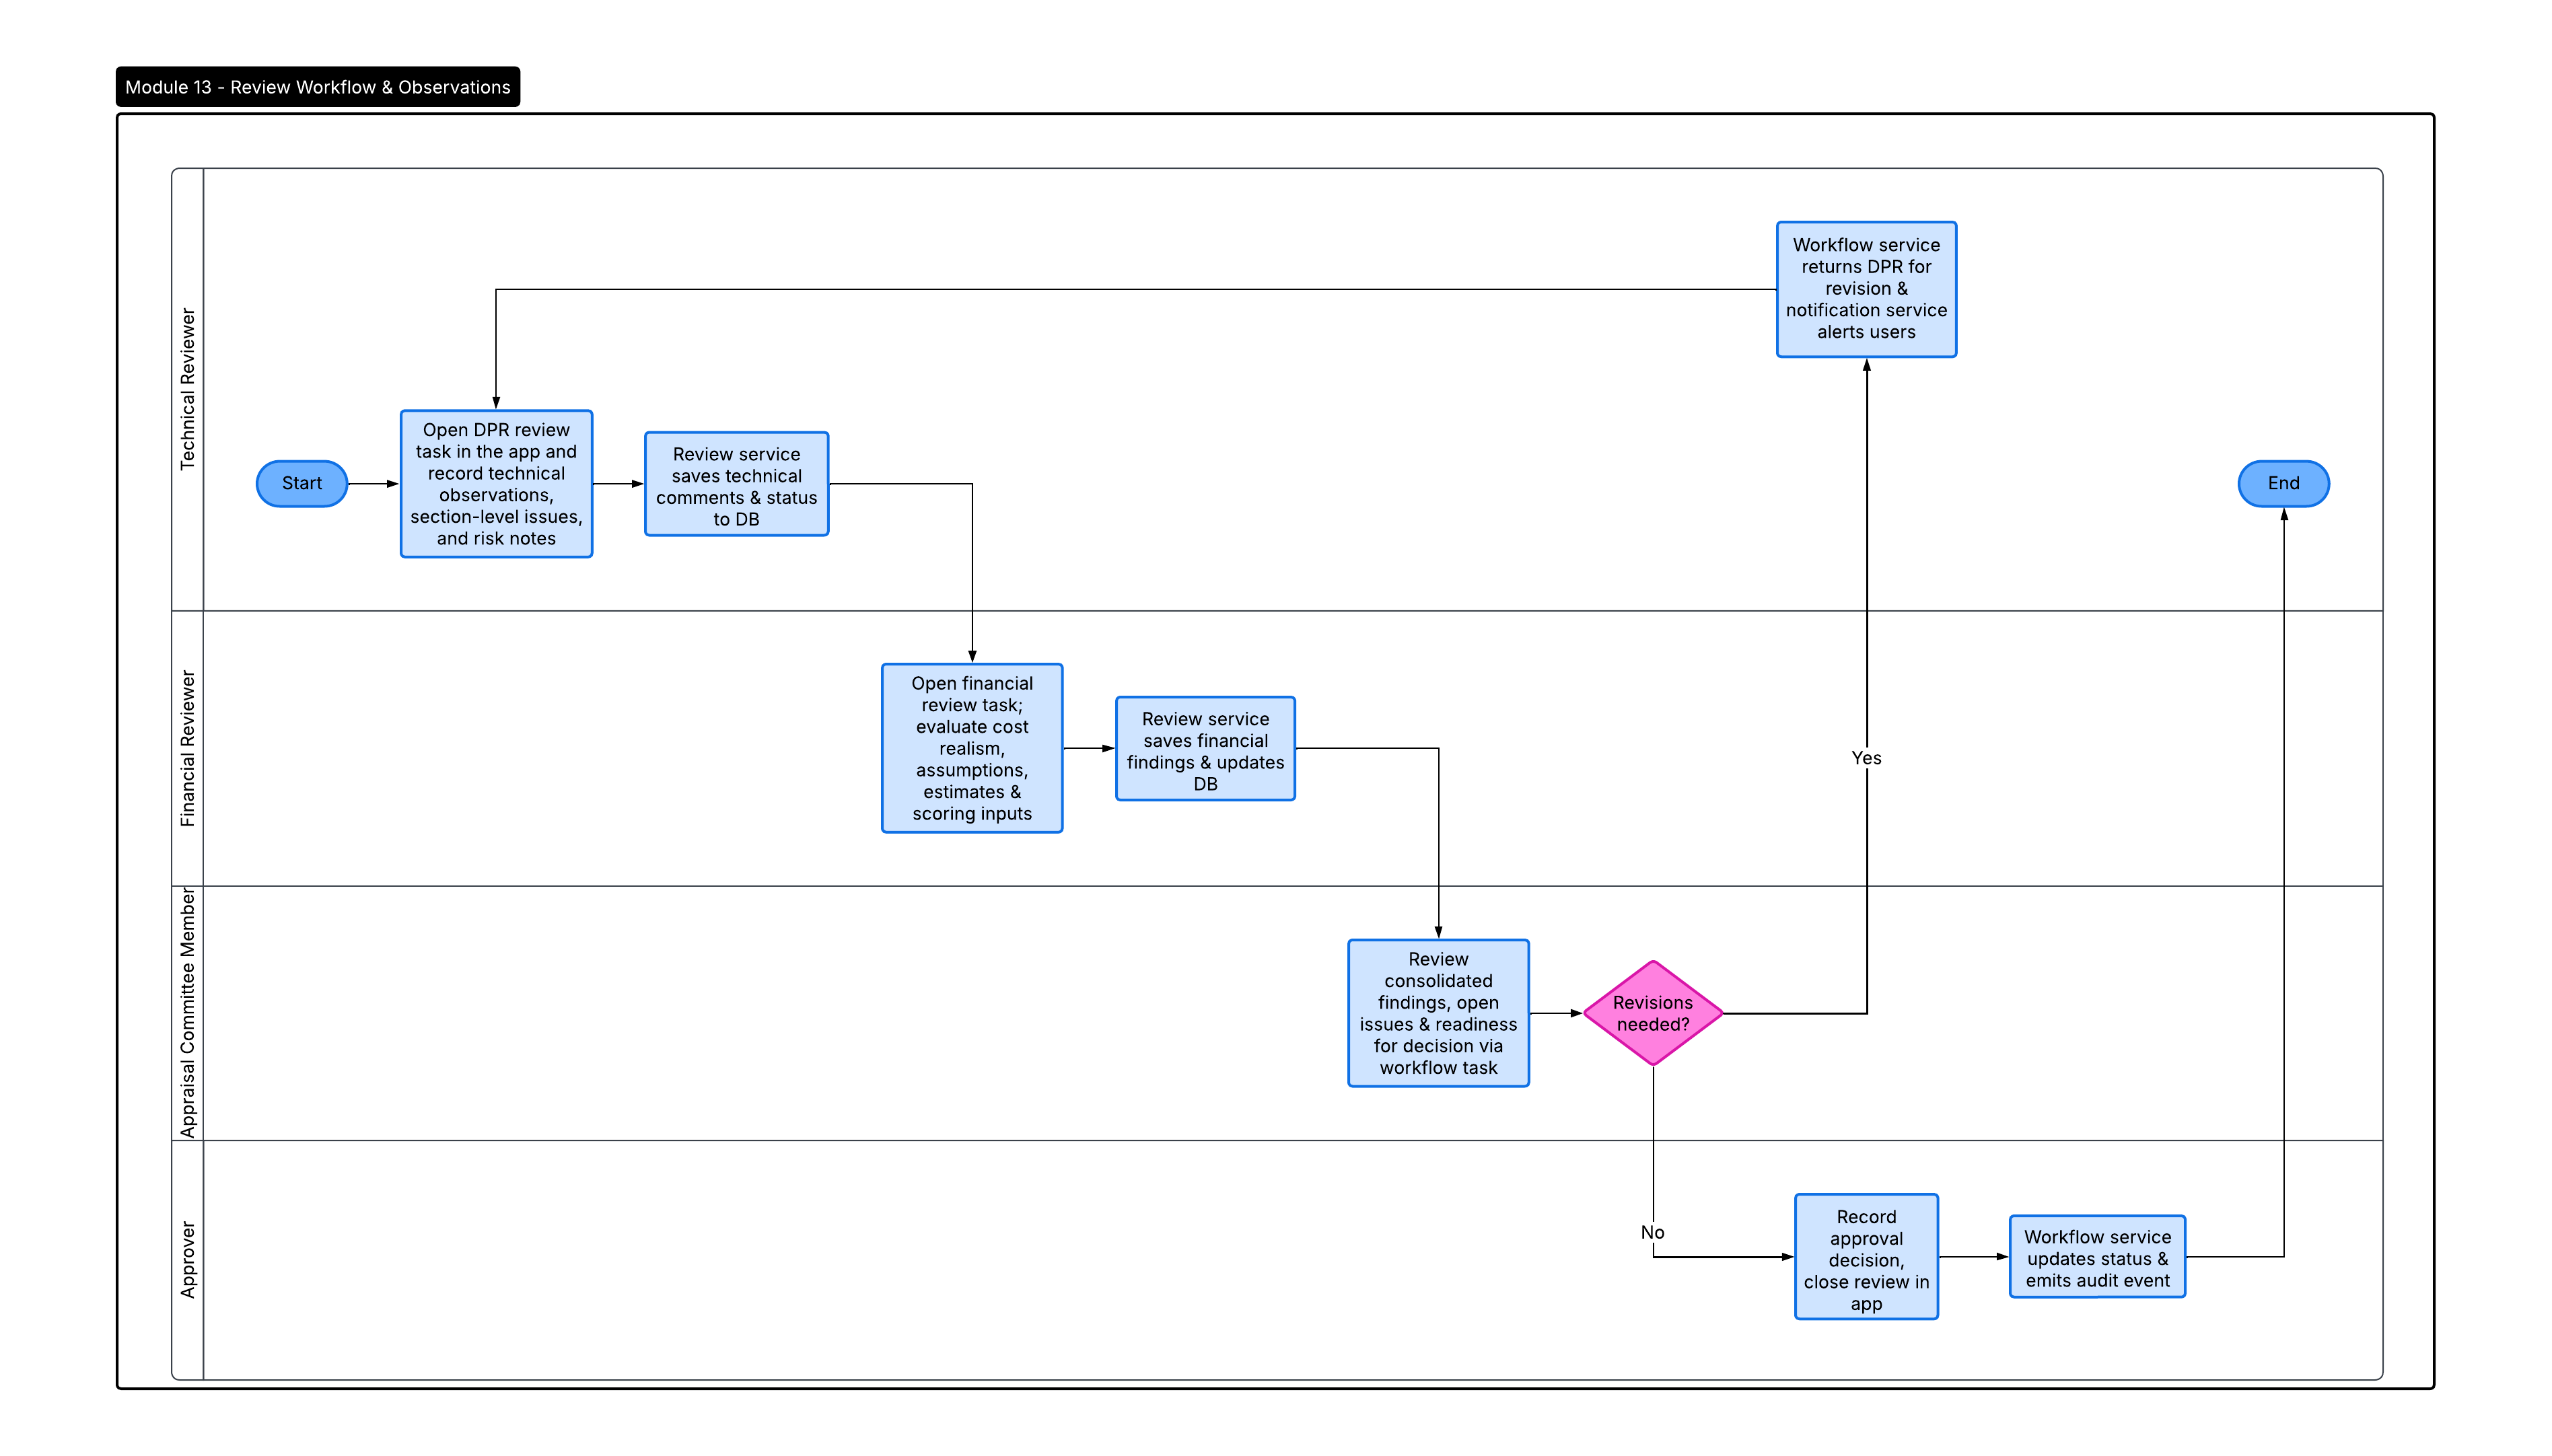 Module 13 - Review Workflow & Observations
Technical Reviewer
Workflow service
returns DPR for
revision &
notification service
alerts users
Start
Open DPR review
task in the app and
record technical
observations,
section-level issues,
and risk notes
Review service
saves technical
comments & status
to DB
End
Financial Reviewer
Open financial
review task;
evaluate cost
realism,
assumptions,
estimates &
scoring inputs
Review service
saves financial
findings & updates
DB
Yes
Appraisal Committee Member
Review
consolidated
findings, open
issues & readiness
for decision via
workflow task
Revisions
needed?
Approver
No
Record
approval
decision,
close review in
app
Workflow service
updates status &
emits audit event